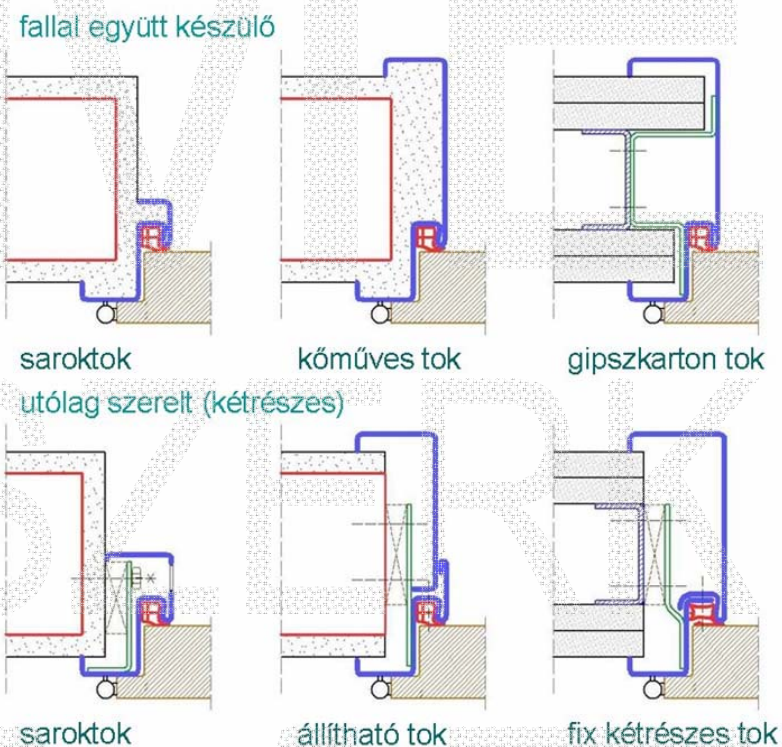 fallal együtt készülő
saroktok kőműves tok gipszkarton tok
utólag szerelt (kétrészes)
saroktok állítható tok fix kétrészes tok